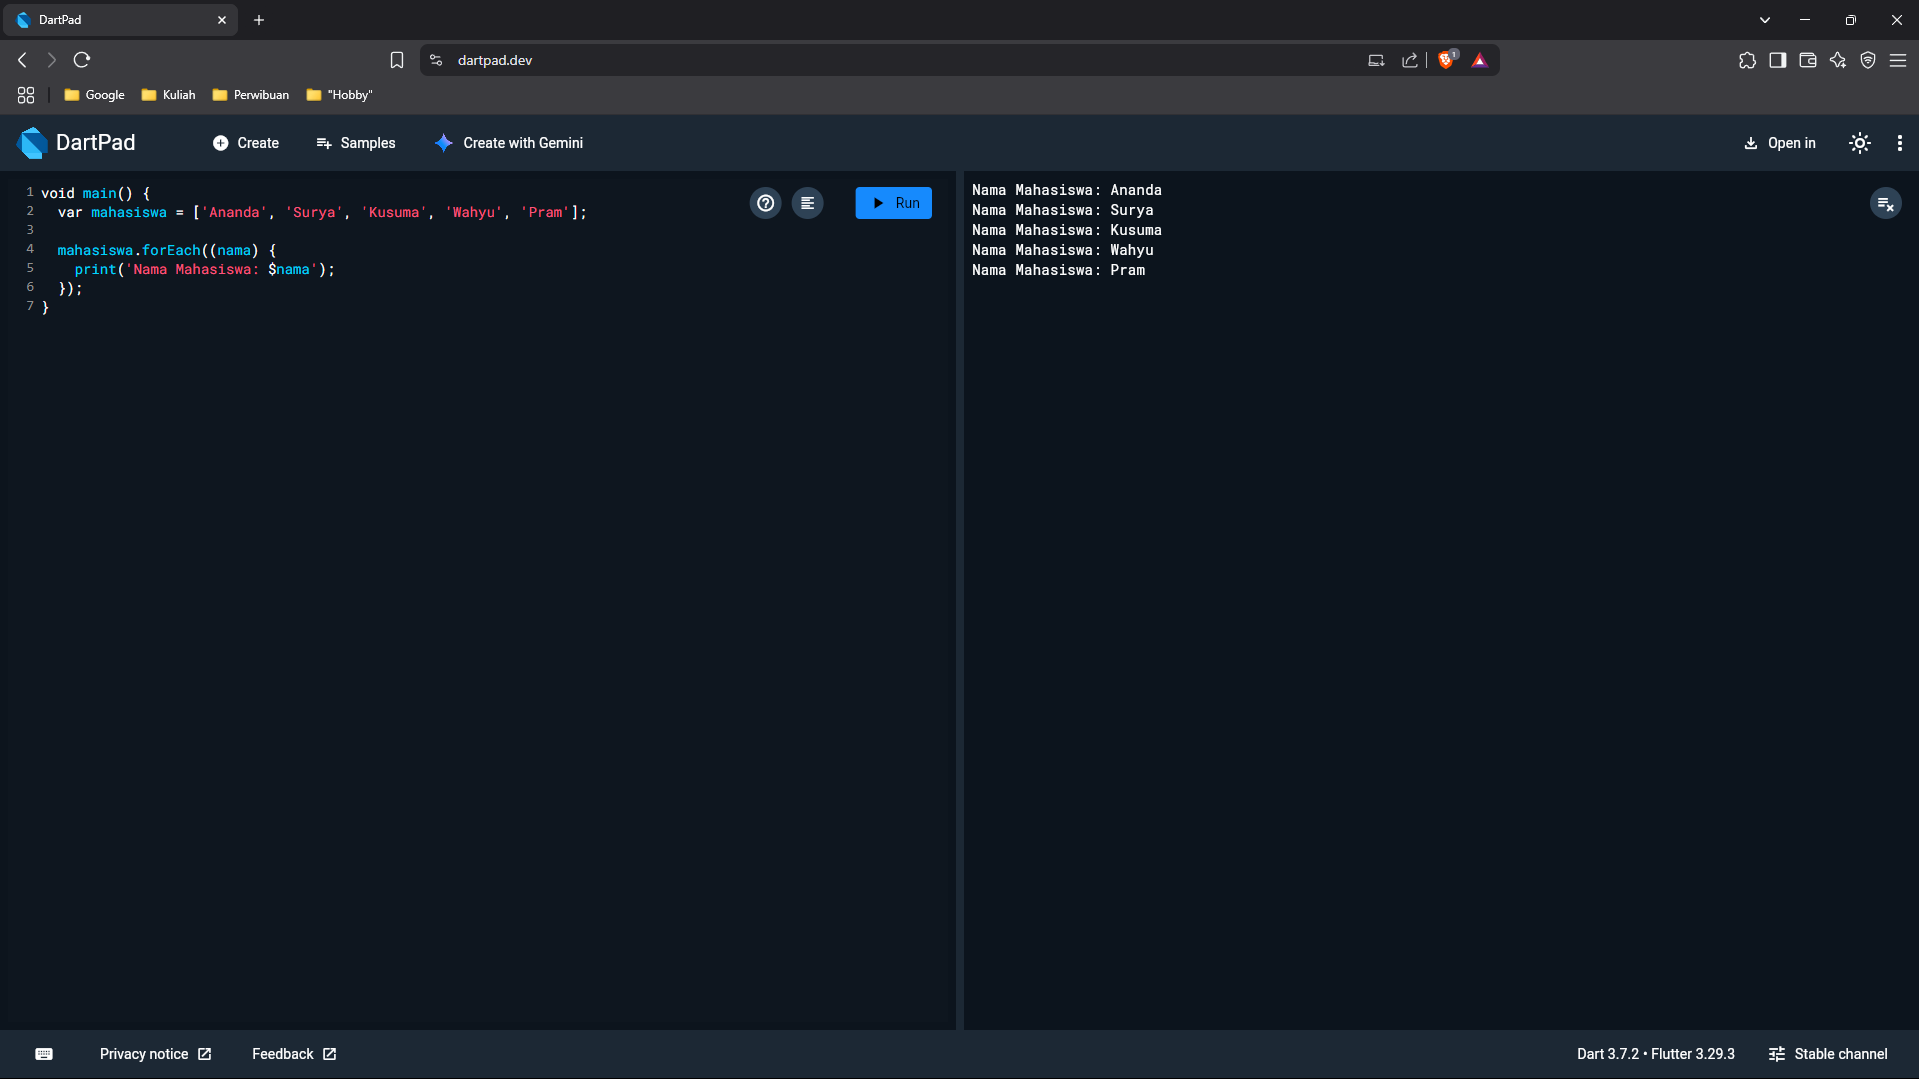 DartPad
dartpad.dev
1
Google
Kuliah
Perwibuan
"Hobby"
DartPad
Create
Samples
Create with Gemini
Open in
1 void main() {
2 var mahasiswa = ['Ananda', 'Surya', 'Kusuma', 'Wahyu', 'Pram'];
3
4 mahasiswa.forEach((nama) {
5 print('Nama Mahasiswa: $nama');
6 });
7 }
Run
Nama Mahasiswa: Ananda
Nama Mahasiswa: Surya
Nama Mahasiswa: Kusuma
Nama Mahasiswa: Wahyu
Nama Mahasiswa: Pram
Privacy notice
Feedback
Dart 3.7.2 • Flutter 3.29.3
Stable channel